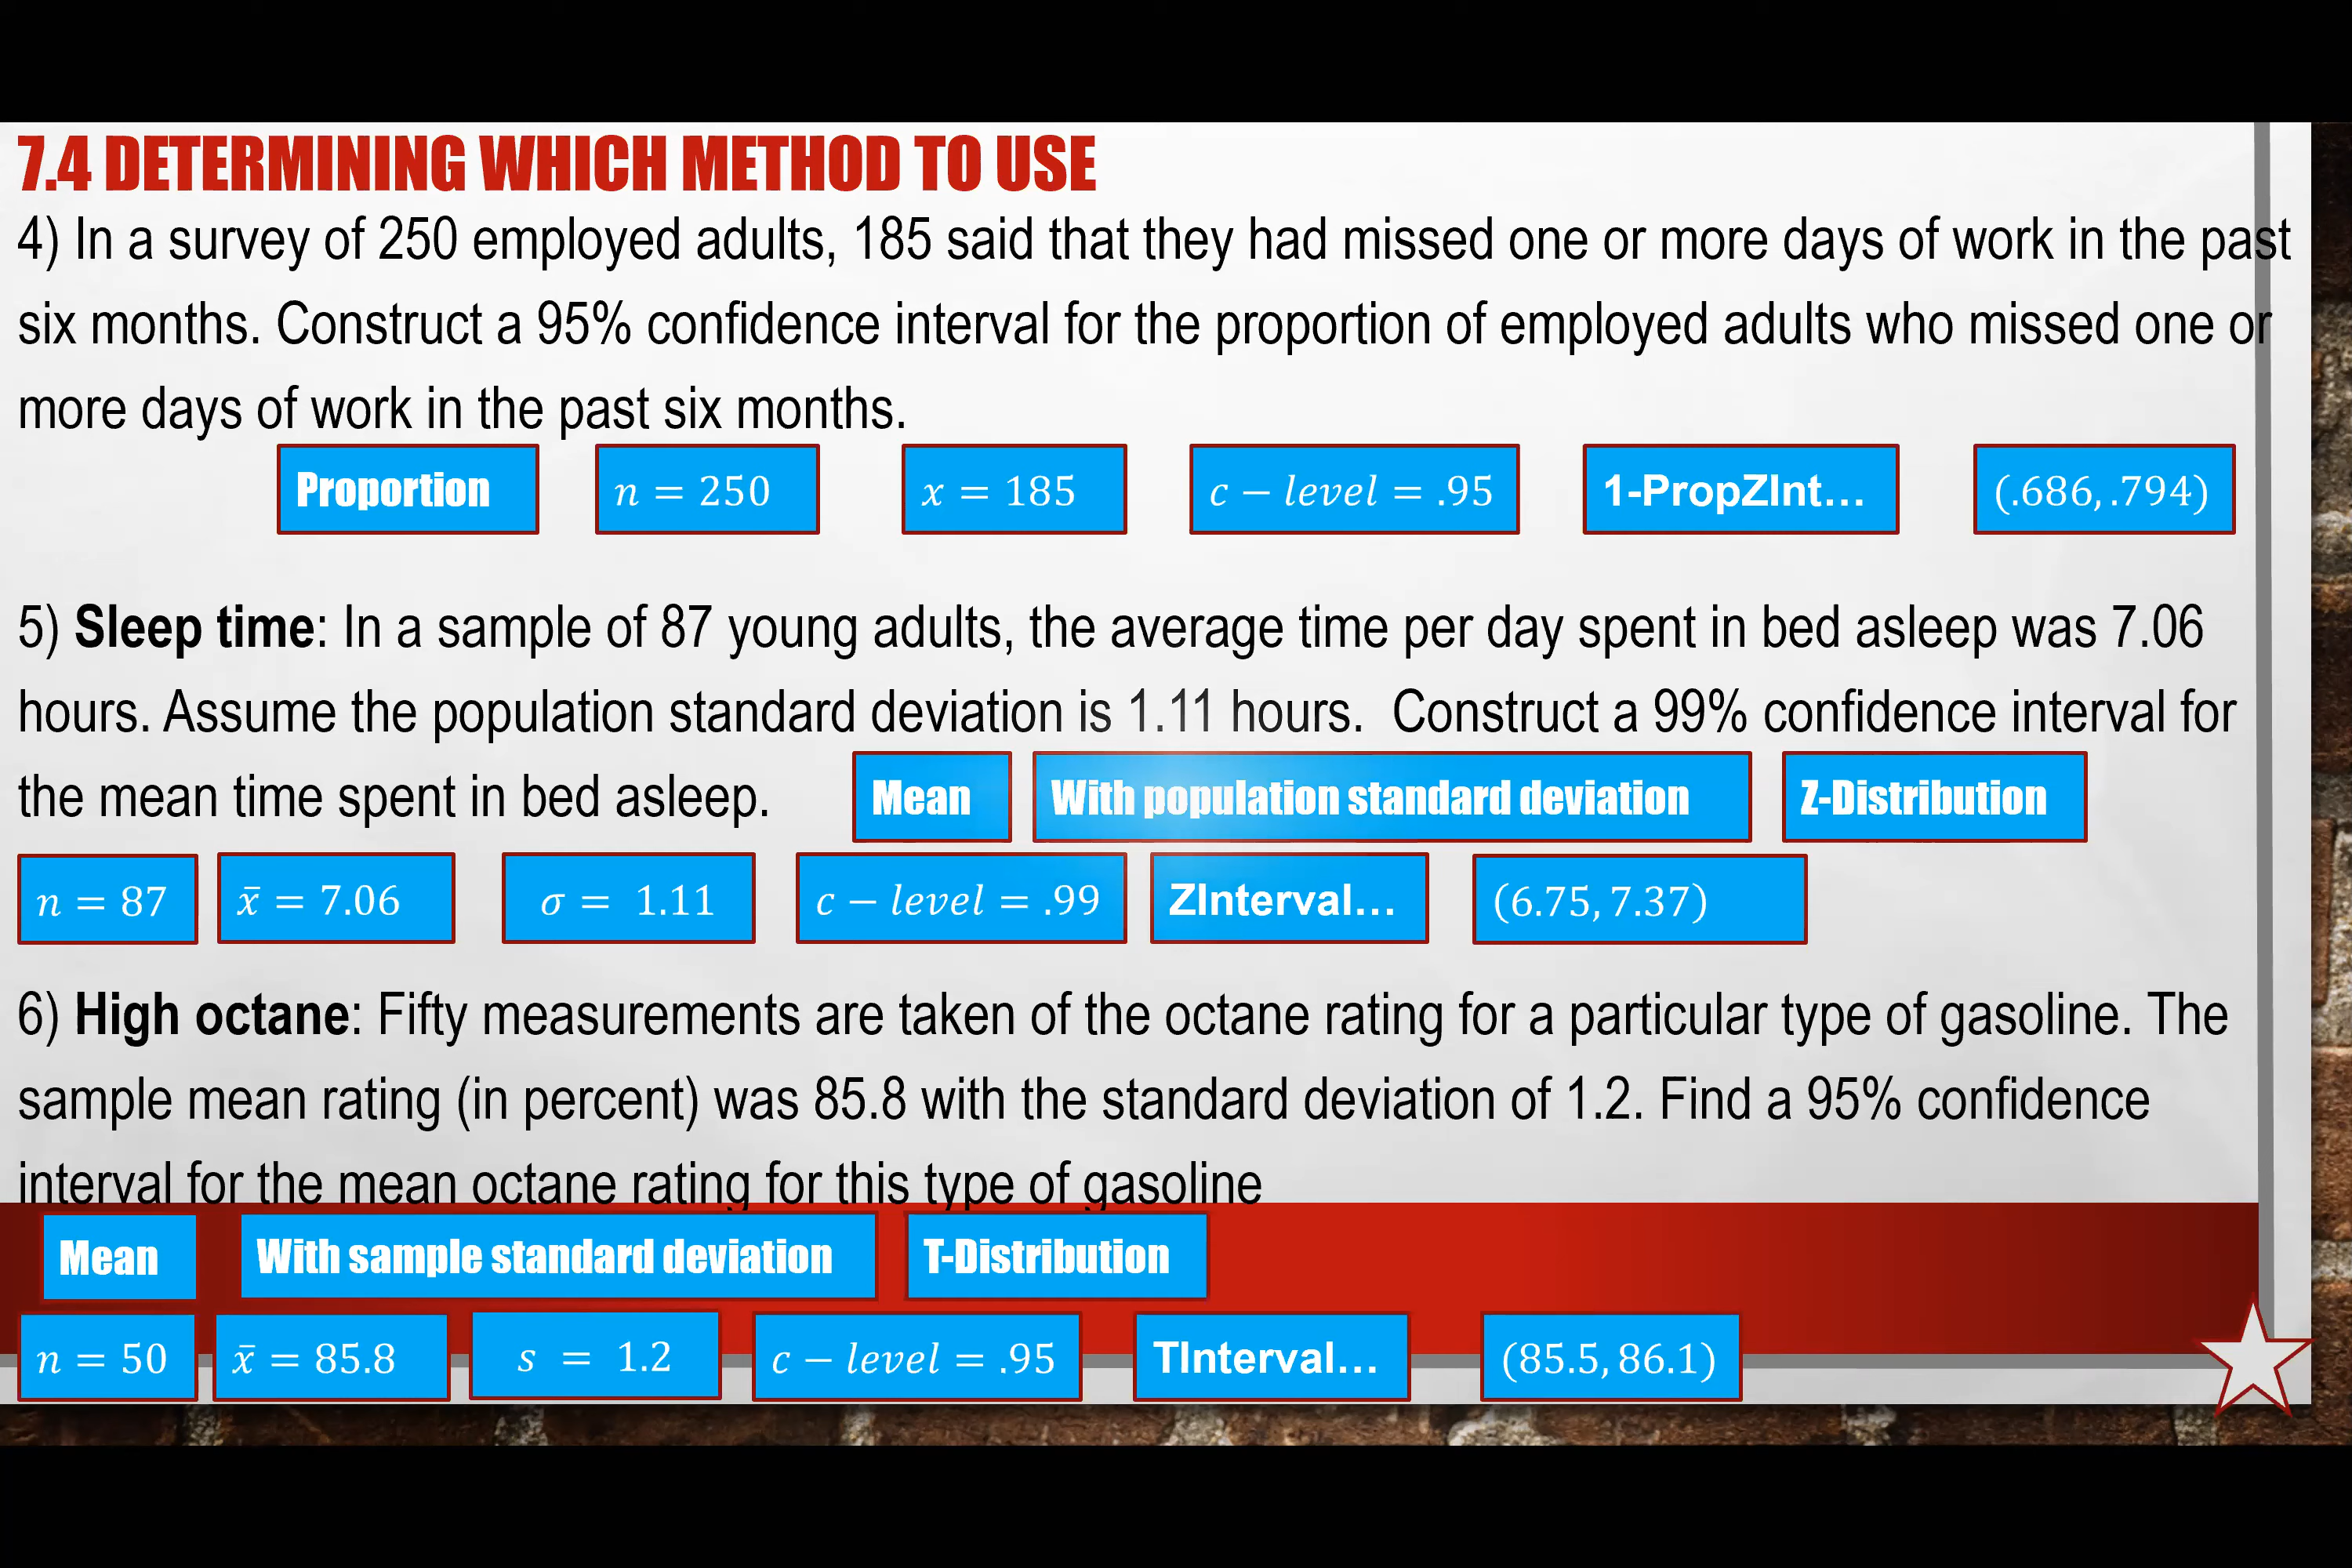 7.4 DETERMINING WHICH METHOD TO USE
4) In a survey of 250 employed adults, 185 said that they had missed one or more days of work in the past
six months. Construct a 95% confidence interval for the proportion of employed adults who missed one or
more days of work in the past six months.
Proportion n = 250 x = 185 c − level = .95 1-PropZInt... (.686, .794)
5) Sleep time: In a sample of 87 young adults, the average time per day spent in bed asleep was 7.06
hours. Assume the population standard deviation is 1.11 hours. Construct a 99% confidence interval for
the mean time spent in bed asleep. Mean With population standard deviation Z-Distribution
n = 87 x̄ = 7.06 σ = 1.11 c − level = .99 ZInterval... (6.75, 7.37)
6) High octane: Fifty measurements are taken of the octane rating for a particular type of gasoline. The
sample mean rating (in percent) was 85.8 with the standard deviation of 1.2. Find a 95% confidence
interval for the mean octane rating for this type of gasoline
Mean With sample standard deviation T-Distribution
n = 50 x̄ = 85.8 s = 1.2 c − level = .95 TInterval... (85.5, 86.1)